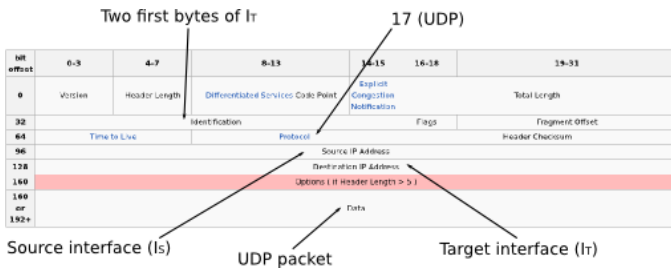 Two first bytes of IT
17 (UDP)
bit offset 0-3 4-7 8-13 14-15 16-18 19-31
0 Version Header Length Differentiated Services Code Point Explicit Congestion Notification Total Length
32 Identification Flags Fragment Offset
64 Time to Live Protocol Header Checksum
96 Source IP Address
128 Destination IP Address
160 Options ( if Header Length > 5 )
160 or 192+ Data
Source interface (IS)
UDP packet
Target interface (IT)